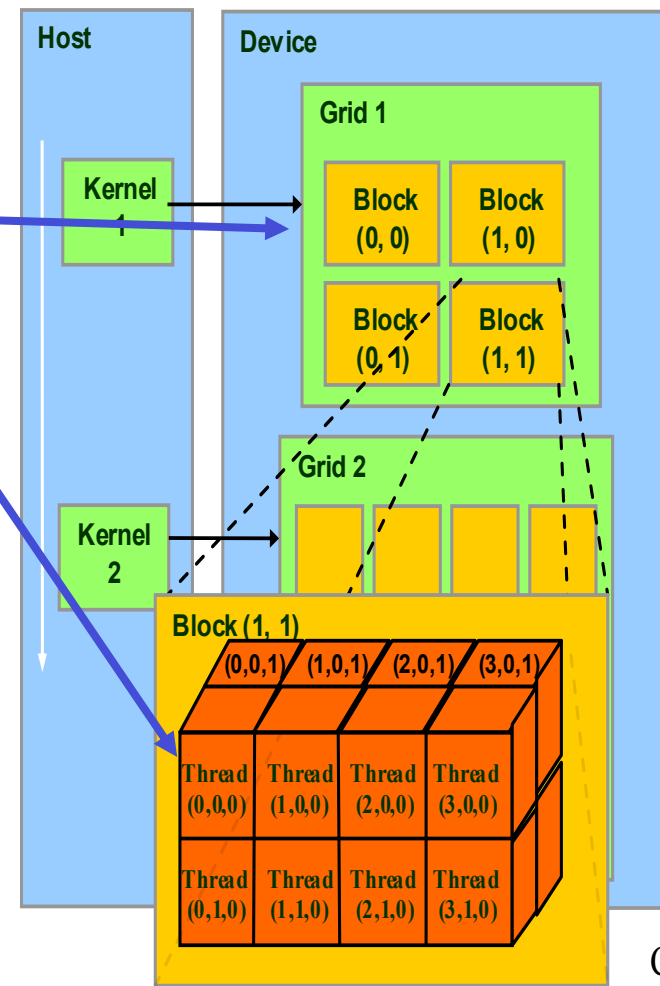 Host
Device
Grid 1
Kernel
1
Block
(0, 0)
Block
(1, 0)
Block
(0, 1)
Block
(1, 1)
Grid 2
Kernel
2
Block (1, 1)
(0,0,1) (1,0,1) (2,0,1) (3,0,1)
Thread
(0,0,0)
Thread
(1,0,0)
Thread
(2,0,0)
Thread
(3,0,0)
Thread
(0,1,0)
Thread
(1,1,0)
Thread
(2,1,0)
Thread
(3,1,0)